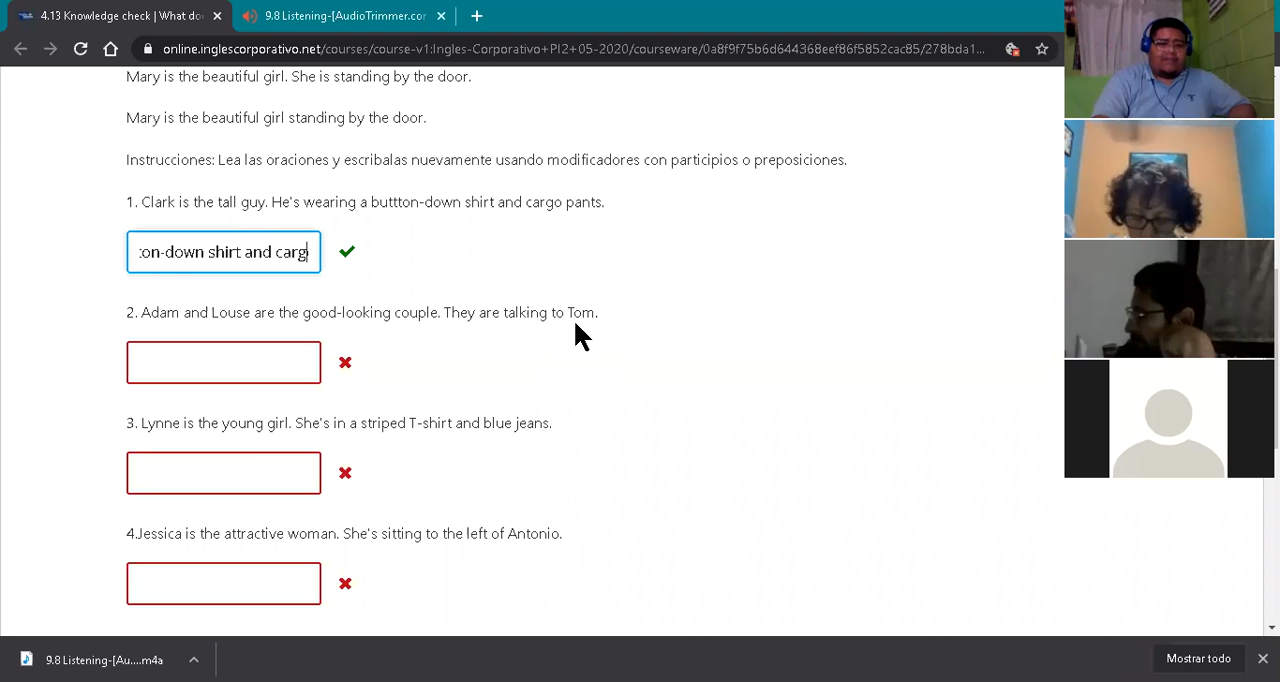 4.13 Knowledge check | What do
9.8 Listening-[AudioTrimmer.cor
online.inglescorporativo.net/courses/course-v1:Ingles-Corporativo+PI2+05-2020/courseware/0a8f9f75b6d644368eef86f5852cac85/278bda1...
Mary is the beautiful girl. She is standing by the door.
Mary is the beautiful girl standing by the door.
Instrucciones: Lea las oraciones y escribalas nuevamente usando modificadores con participios o preposiciones.
1. Clark is the tall guy. He's wearing a buttton-down shirt and cargo pants.
ton-down shirt and cargo
2. Adam and Louse are the good-looking couple. They are talking to Tom.
3. Lynne is the young girl. She's in a striped T-shirt and blue jeans.
4.Jessica is the attractive woman. She's sitting to the left of Antonio.
9.8 Listening-[Au....m4a
Mostrar todo